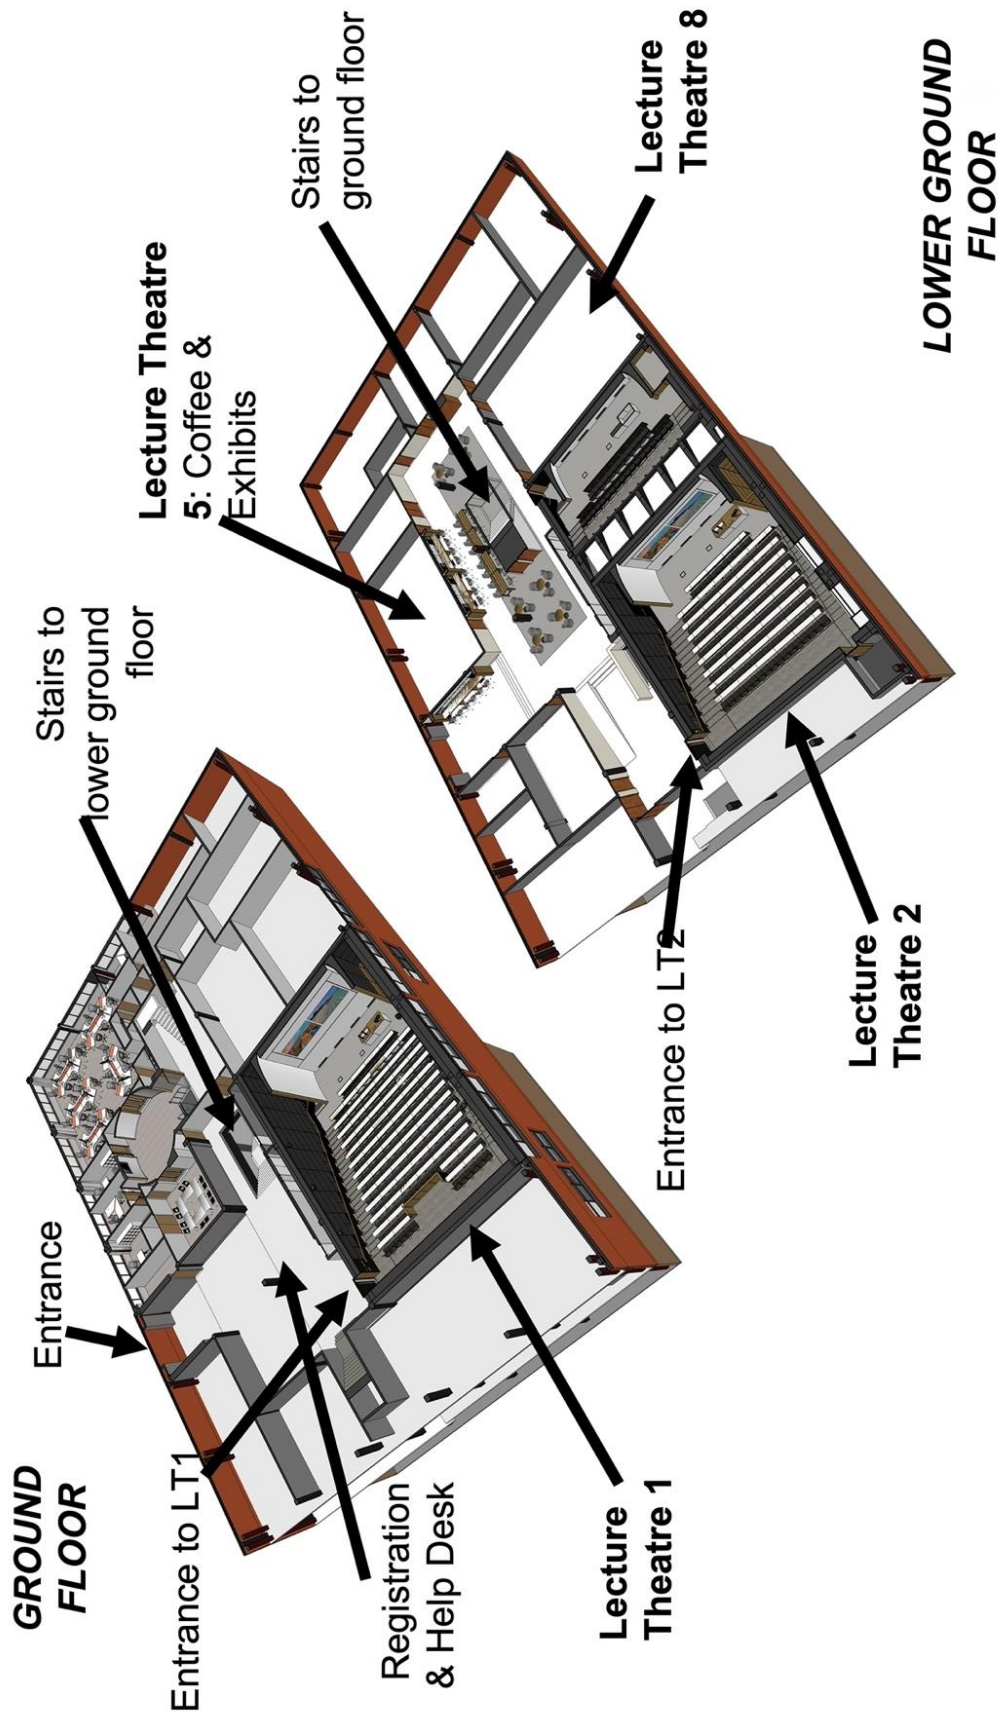 GROUND
FLOOR
Entrance
Stairs to
lower ground
floor
Entrance to LT1
Registration
& Help Desk
Lecture
Theatre 1
Lecture Theatre
5: Coffee &
Exhibits
Stairs to
ground floor
Entrance to LT2
Lecture
Theatre 2
Lecture
Theatre 8
LOWER GROUND
FLOOR